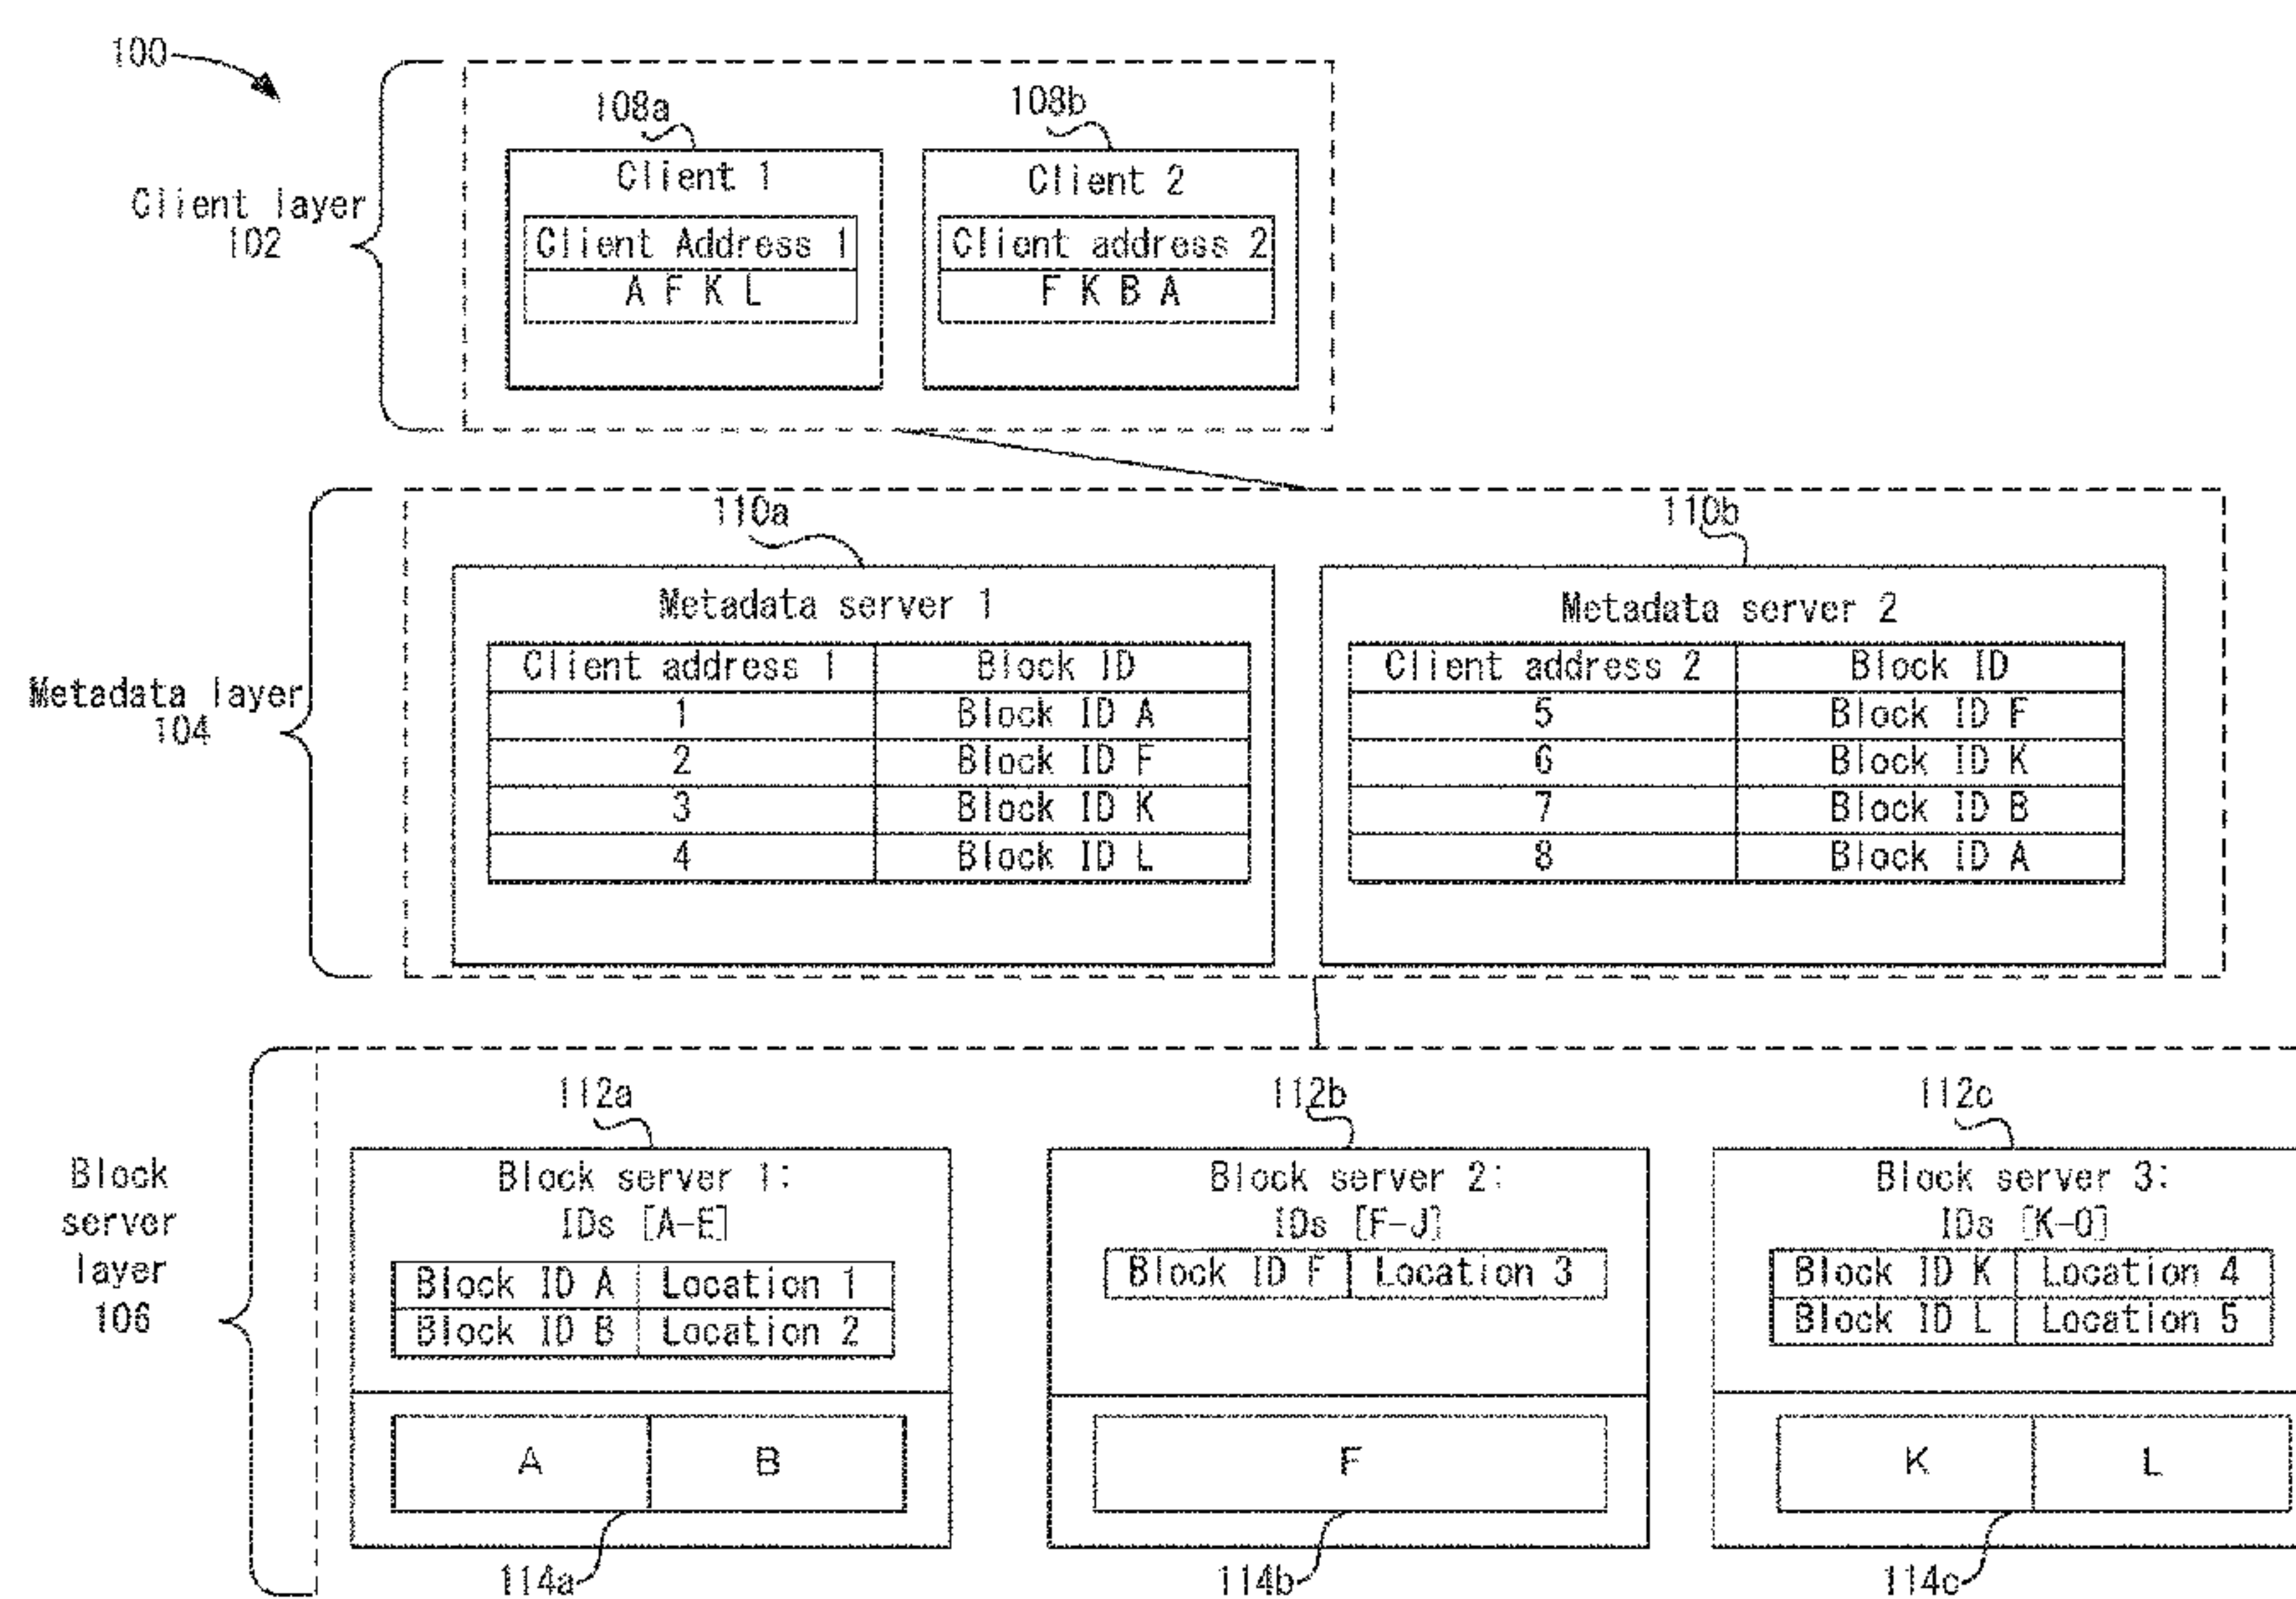 100
108a
108b
Client layer
102
Client 1
Client Address 1
A F K L
Client 2
Client address 2
F K B A
110a
110b
Metadata layer
104
Metadata server 1
Client address 1 Block ID
1 Block ID A
2 Block ID F
3 Block ID K
4 Block ID L
Metadata server 2
Client address 2 Block ID
5 Block ID F
6 Block ID K
7 Block ID B
8 Block ID A
112a
112b
112c
Block
server
layer
106
Block server 1:
IDs [A-E]
Block ID A Location 1
Block ID B Location 2
A B
114a
Block server 2:
IDs [F-J]
Block ID F Location 3
F
114b
Block server 3:
IDs [K-O]
Block ID K Location 4
Block ID L Location 5
K L
114c